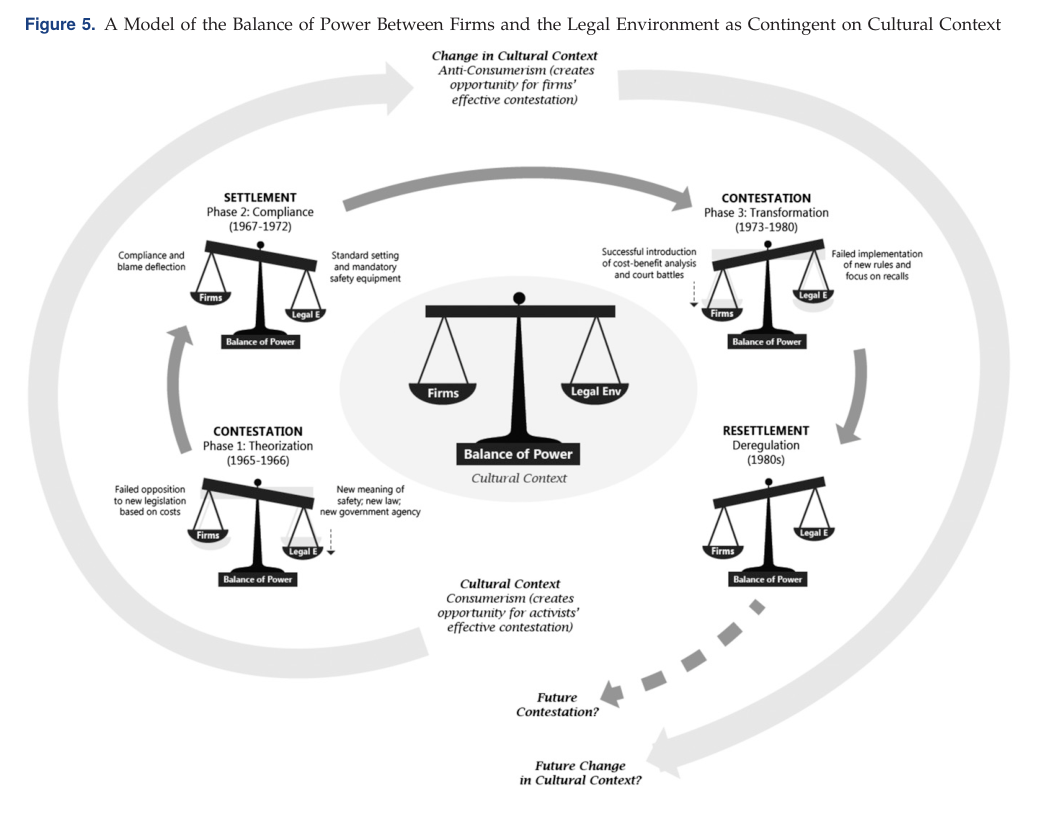 Figure 5. A Model of the Balance of Power Between Firms and the Legal Environment as Contingent on Cultural Context
Change in Cultural Context
Anti-Consumerism (creates
opportunity for firms'
effective contestation)
SETTLEMENT
Phase 2: Compliance
(1967-1972)
Compliance and
blame deflection
Standard setting
and mandatory
safety equipment
Firms
Legal E
Balance of Power
CONTESTATION
Phase 3: Transformation
(1973-1980)
Successful introduction
of cost-benefit analysis
and court battles
Failed implementation
of new rules and
focus on recalls
Firms
Legal E
Balance of Power
Firms
Legal Env
Balance of Power
Cultural Context
CONTESTATION
Phase 1: Theorization
(1965-1966)
Failed opposition
to new legislation
based on costs
New meaning of
safety; new law;
new government agency
Firms
Legal E
Balance of Power
RESETTLEMENT
Deregulation
(1980s)
Firms
Legal E
Balance of Power
Cultural Context
Consumerism (creates
opportunity for activists'
effective contestation)
Future
Contestation?
Future Change
in Cultural Context?